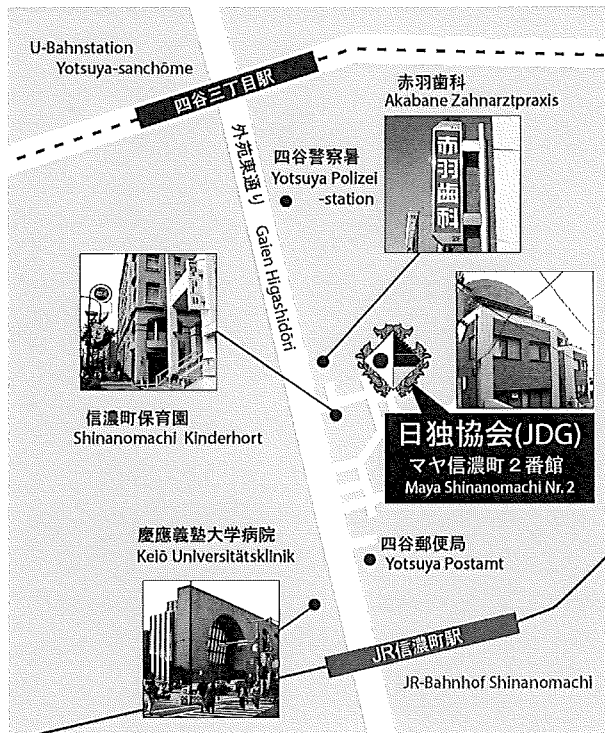 U-Bahnstation
Yotsuya-sanchôme
四谷三丁目駅
赤羽歯科
Akabane Zahnarztpraxis
外苑東通り
Gaien Higashidōri
四谷警察暑
Yotsuya Polizei
-station
赤羽歯科
信濃町保育園
Shinanomachi Kinderhort
日独協会(JDG)
マヤ信濃町2番館
Maya Shinanomachi Nr. 2
慶應義塾大学病院
Keiō Universitätsklinik
四谷郵便局
Yotsuya Postamt
JR信濃町駅
JR-Bahnhof Shinanomachi